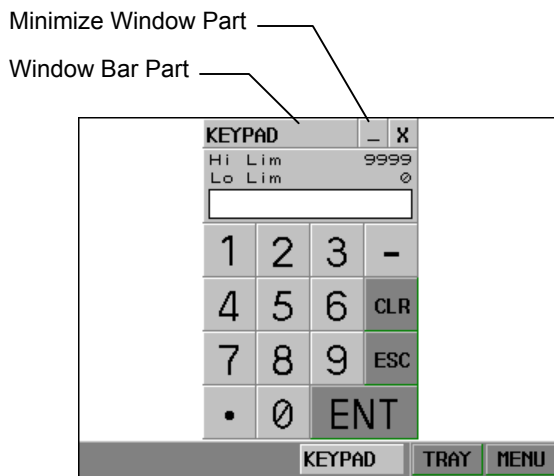 Minimize Window Part
Window Bar Part
KEYPAD _ X
Hi Lim 9999
Lo Lim 0
1 2 3 -
4 5 6 CLR
7 8 9 ESC
. 0 ENT
KEYPAD TRAY MENU